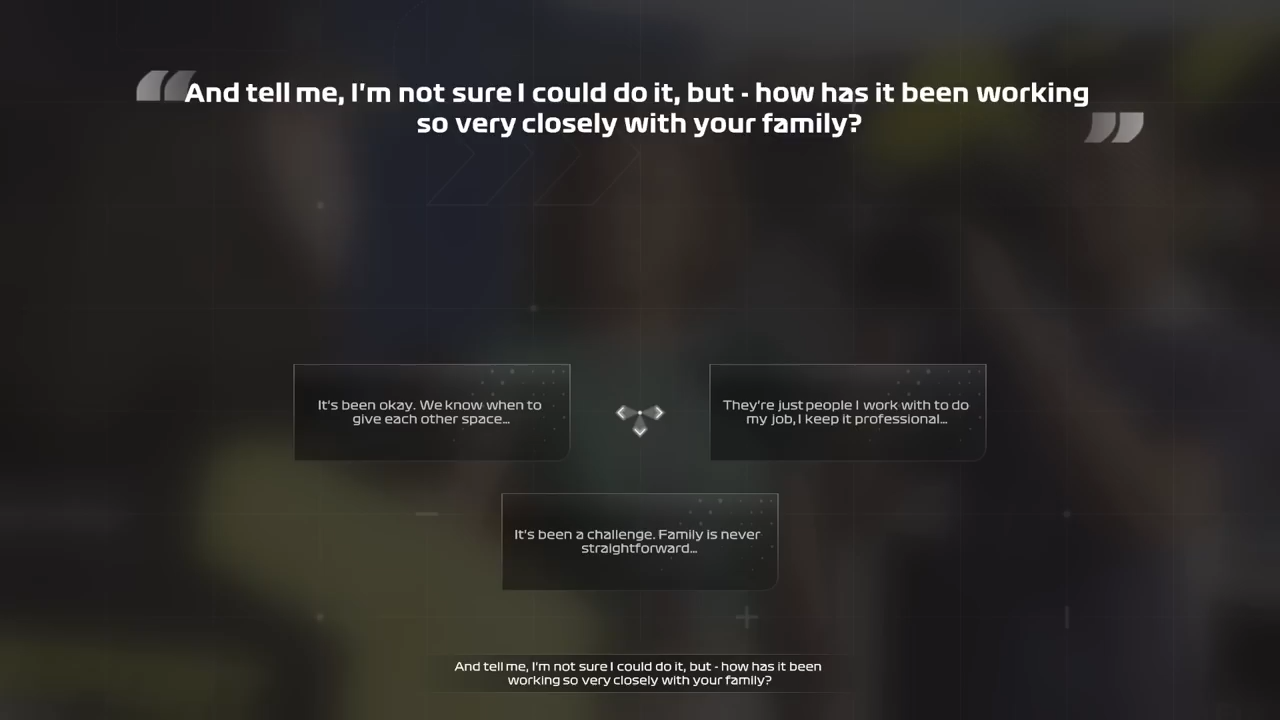 And tell me, I'm not sure I could do it, but - how has it been working
so very closely with your family?
It's been okay. We know when to
give each other space...
They're just people I work with to do
my job, I keep it professional...
It's been a challenge. Family is never
straightforward...
And tell me, I'm not sure I could do it, but - how has it been
working so very closely with your family?